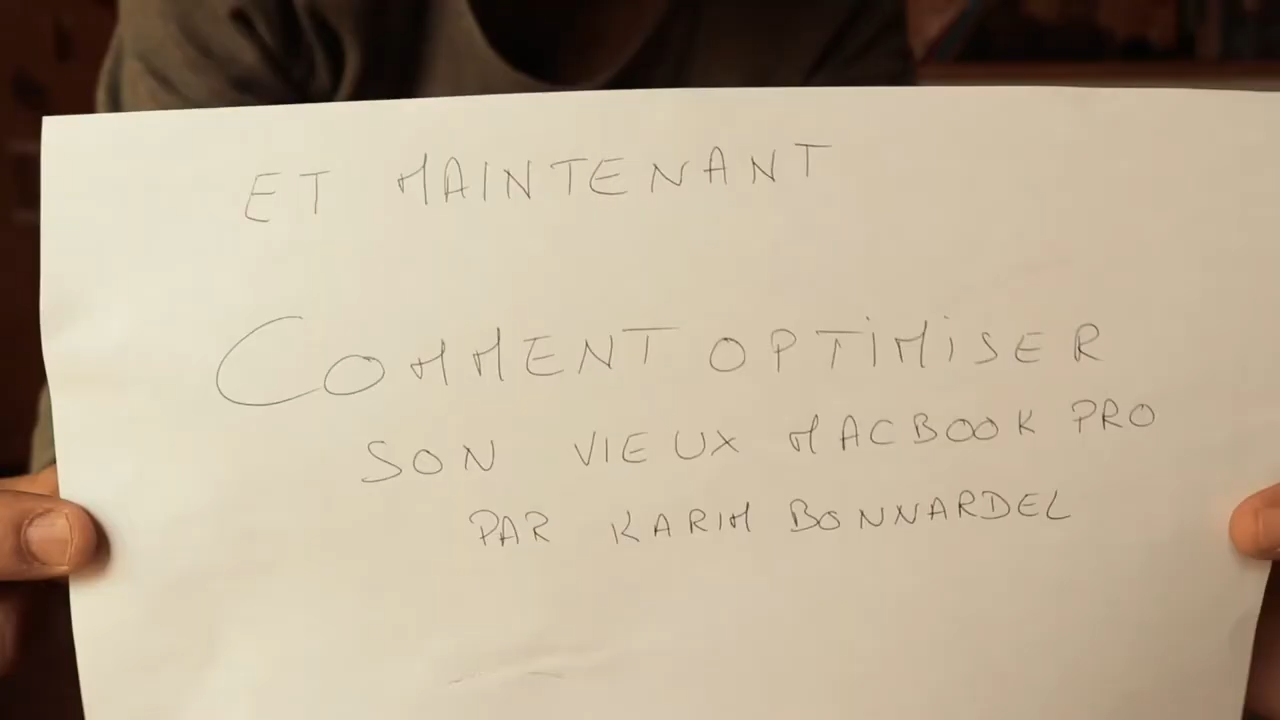 ET MAINTENANT
COMMENT OPTiMiSER
SON VIEUX MACBOOK PRO
PAR KARIM BONNARDEL